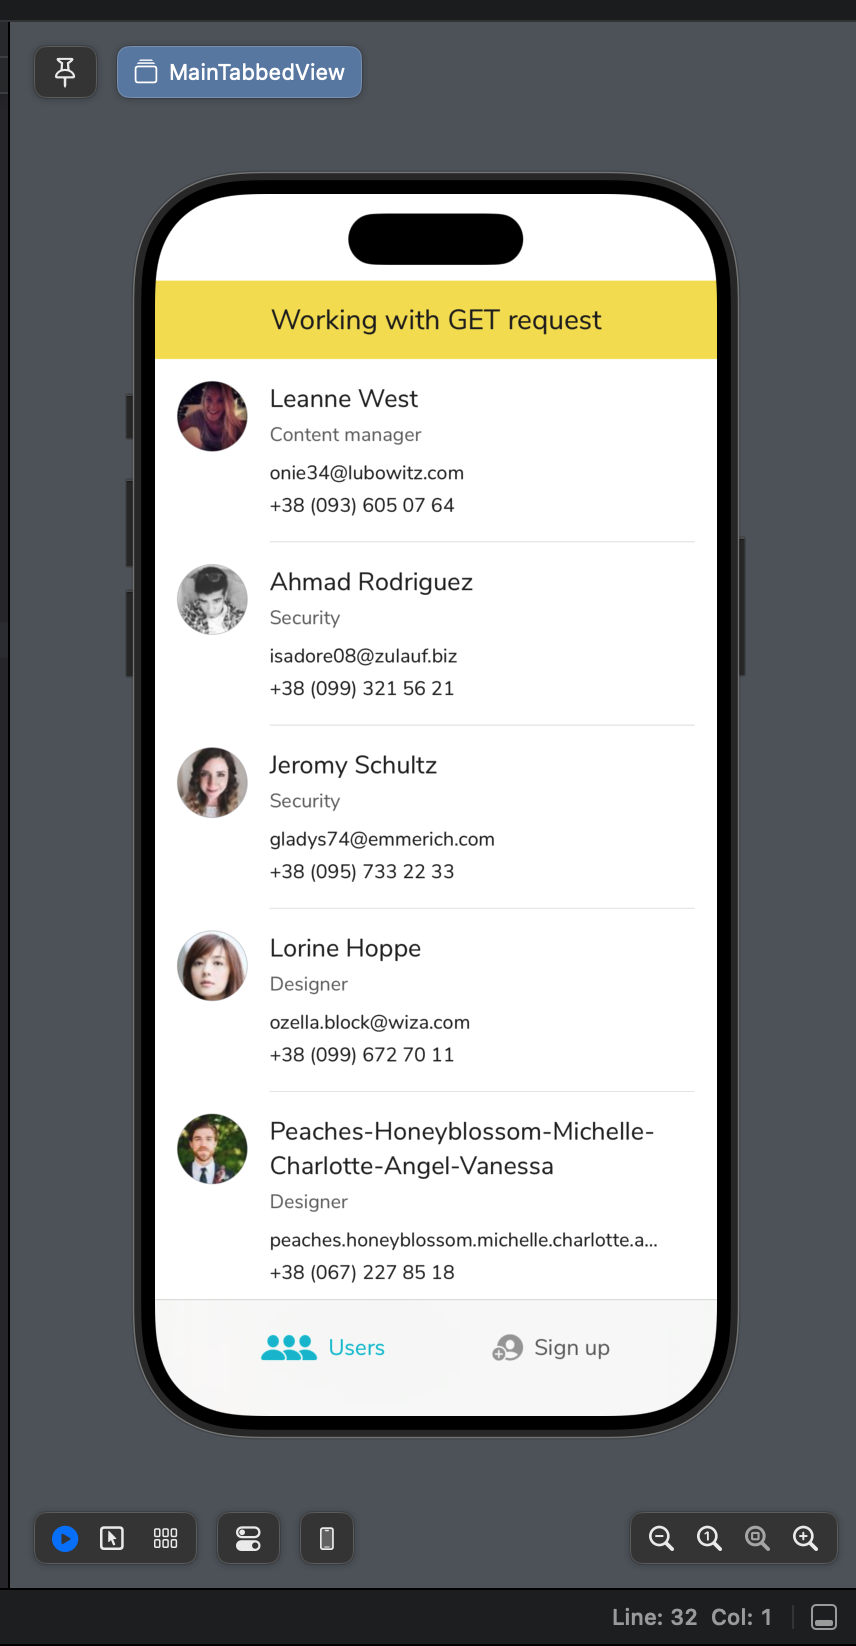 MainTabbedView
Working with GET request
Leanne West
Content manager
onie34@lubowitz.com
+38 (093) 605 07 64
Ahmad Rodriguez
Security
isadore08@zulauf.biz
+38 (099) 321 56 21
Jeromy Schultz
Security
gladys74@emmerich.com
+38 (095) 733 22 33
Lorine Hoppe
Designer
ozella.block@wiza.com
+38 (099) 672 70 11
Peaches-Honeyblossom-Michelle-
Charlotte-Angel-Vanessa
Designer
peaches.honeyblossom.michelle.charlotte.a...
+38 (067) 227 85 18
Users Sign up
1
Line: 32 Col: 1